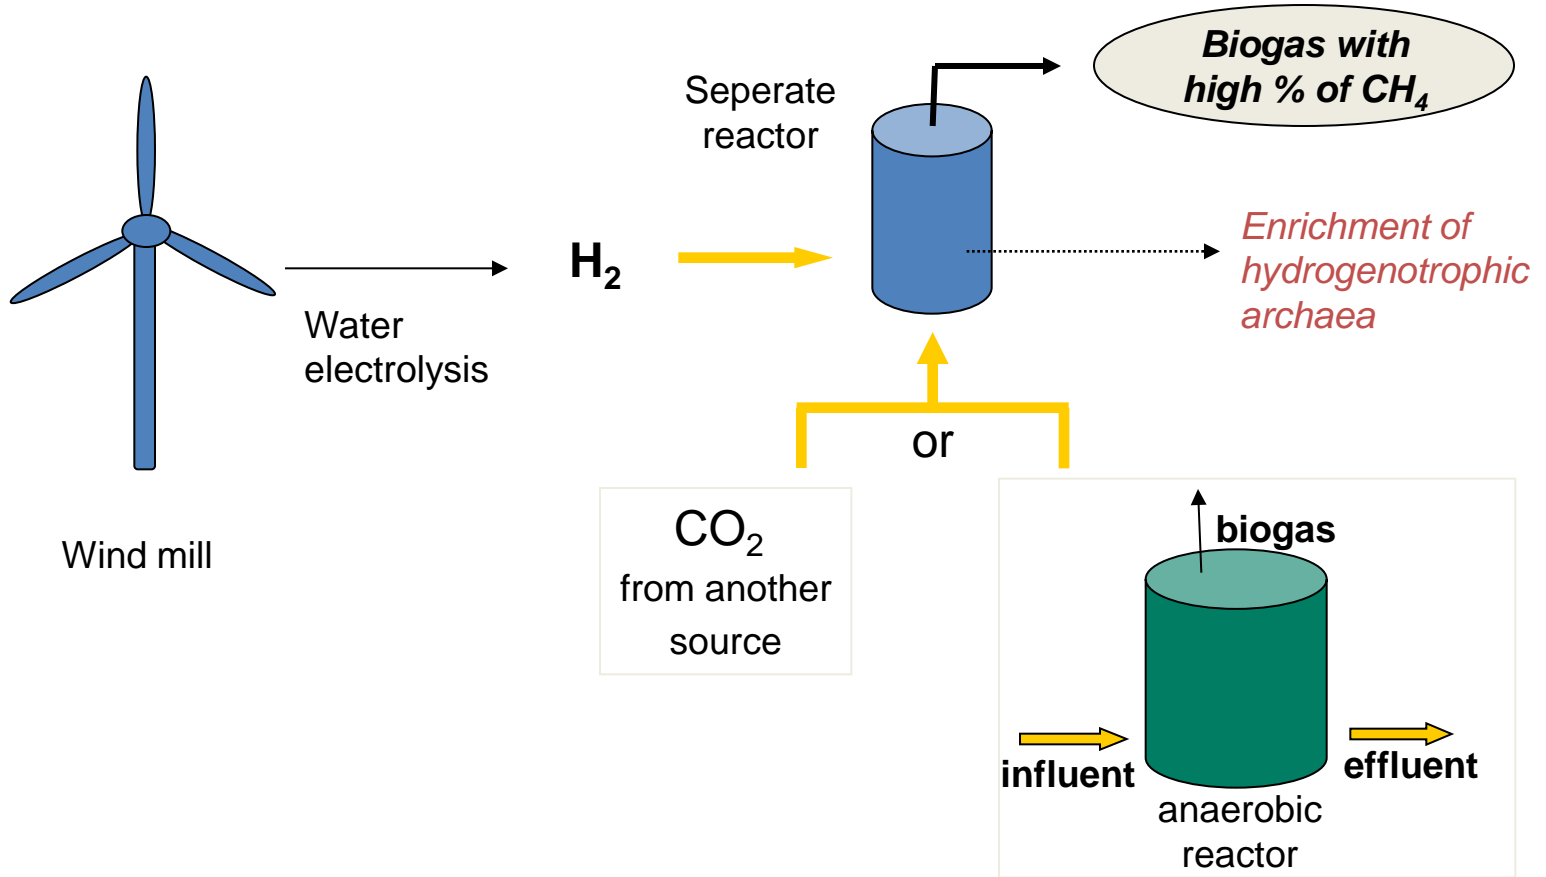 Biogas with
high % of CH₄
Seperate
reactor
Enrichment of
hydrogenotrophic
archaea
H₂
Water
electrolysis
or
Wind mill
CO₂
from another
source
biogas
influent
effluent
anaerobic
reactor